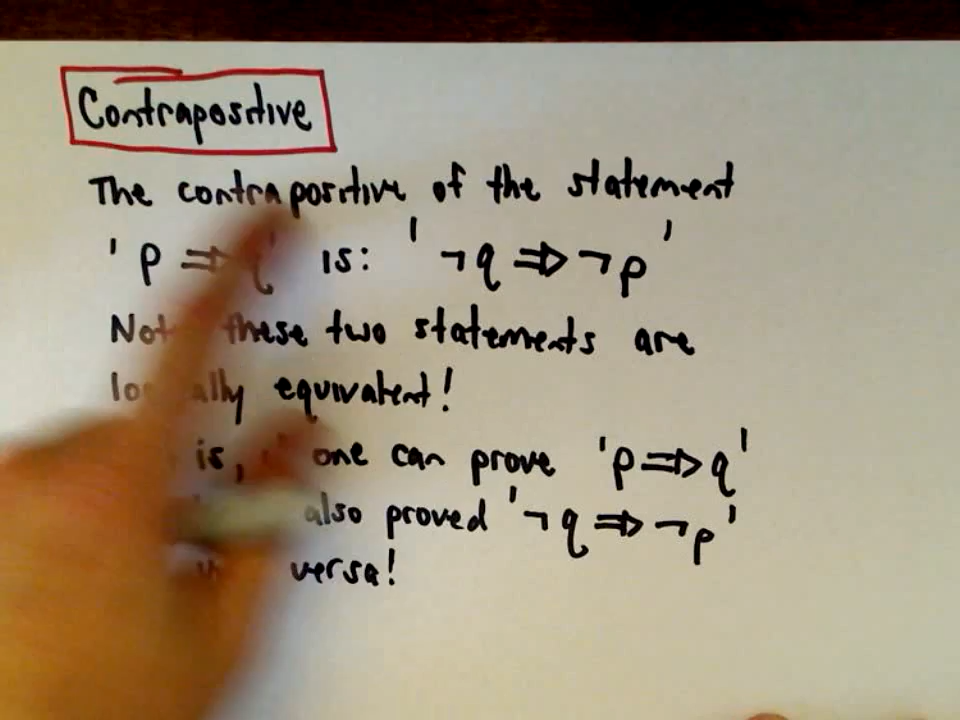 Contrapositive
The contrapositive of the statement
' p ⇒ q' is: ' ¬q ⇒ ¬p '
these two statements are
equivalent!
is, one can prove 'p ⇒ q'
also proved '¬q ⇒ ¬p'
versa!